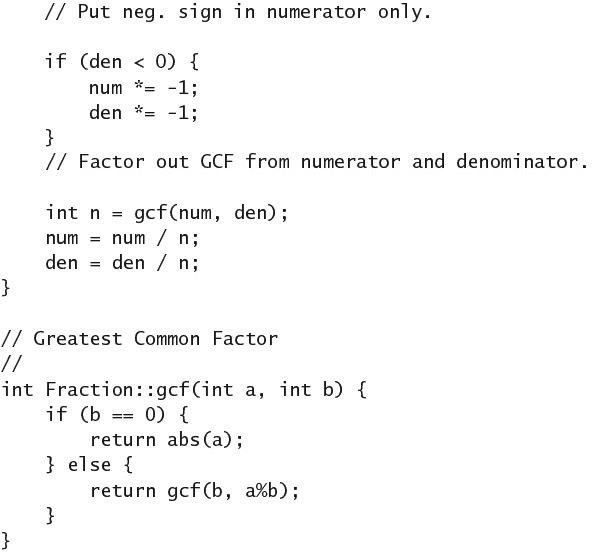 // Put neg. sign in numerator only.

    if (den < 0) {
        num *= -1;
        den *= -1;
    }
    // Factor out GCF from numerator and denominator.

    int n = gcf(num, den);
    num = num / n;
    den = den / n;
}

// Greatest Common Factor
//
int Fraction::gcf(int a, int b) {
    if (b == 0) {
        return abs(a);
    } else {
        return gcf(b, a%b);
    }
}